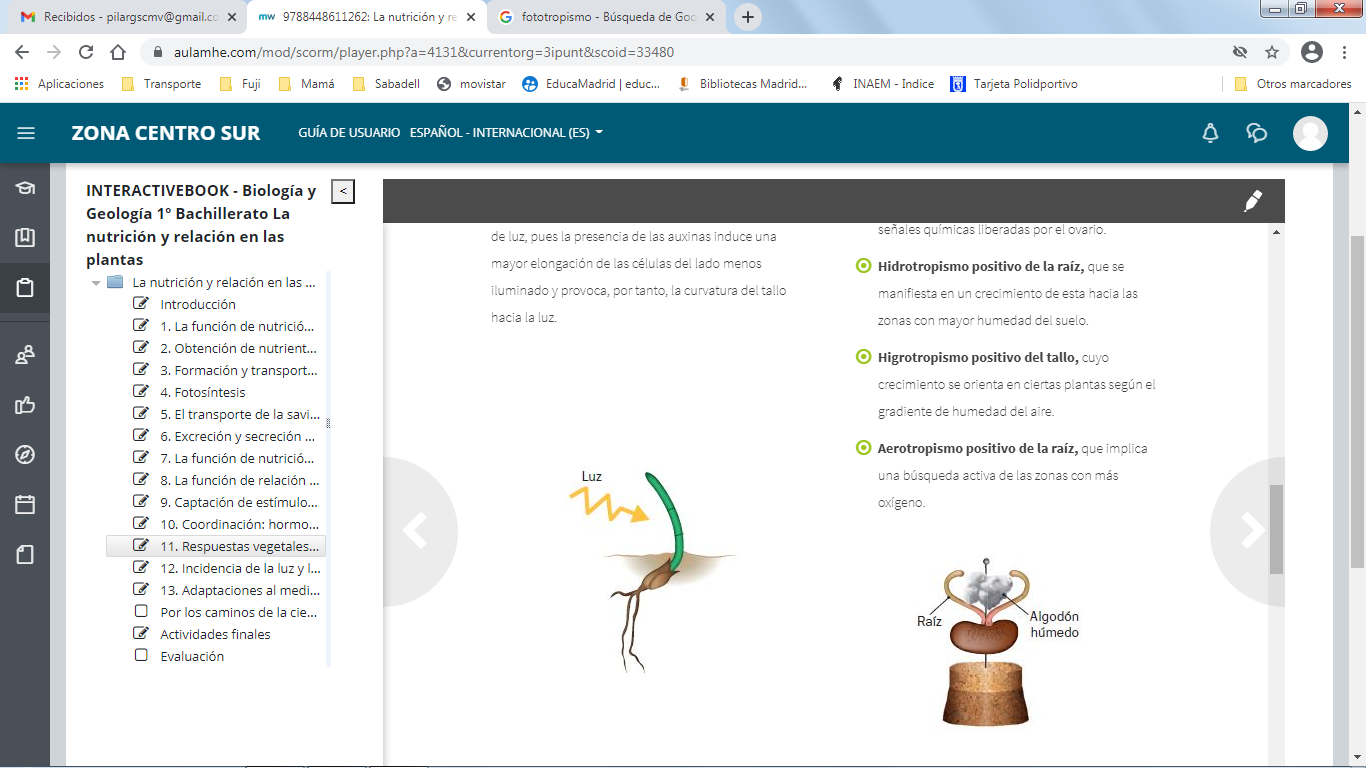 Recibidos - pilargscmv@gmail.co
9788448611262: La nutrición y re
fototropismo - Búsqueda de Goo
aulamhe.com/mod/scorm/player.php?a=4131&currentorg=3ipunt&scoid=33480
Aplicaciones
Transporte
Fuji
Mamá
Sabadell
movistar
EducaMadrid | educ...
Bibliotecas Madrid...
INAEM - Indice
Tarjeta Polidportivo
Otros marcadores
ZONA CENTRO SUR
GUÍA DE USUARIO
ESPAÑOL - INTERNACIONAL (ES)
INTERACTIVEBOOK - Biología y
Geología 1º Bachillerato La
nutrición y relación en las
plantas
<
La nutrición y relación en las ...
Introducción
1. La función de nutrició...
2. Obtención de nutrient...
3. Formación y transport...
4. Fotosíntesis
5. El transporte de la savi...
6. Excreción y secreción ...
7. La función de nutrició...
8. La función de relación ...
9. Captación de estímulo...
10. Coordinación: hormo...
11. Respuestas vegetales...
12. Incidencia de la luz y l...
13. Adaptaciones al medi...
Por los caminos de la cie...
Actividades finales
Evaluación
de luz, pues la presencia de las auxinas induce una
mayor elongación de las células del lado menos
iluminado y provoca, por tanto, la curvatura del tallo
hacia la luz.
Luz
señales químicas liberadas por el ovario.
Hidrotropismo positivo de la raíz, que se
manifiesta en un crecimiento de esta hacia las
zonas con mayor humedad del suelo.
Higrotropismo positivo del tallo, cuyo
crecimiento se orienta en ciertas plantas según el
gradiente de humedad del aire.
Aerotropismo positivo de la raíz, que implica
una búsqueda activa de las zonas con más
oxígeno.
Raíz
Algodón
húmedo